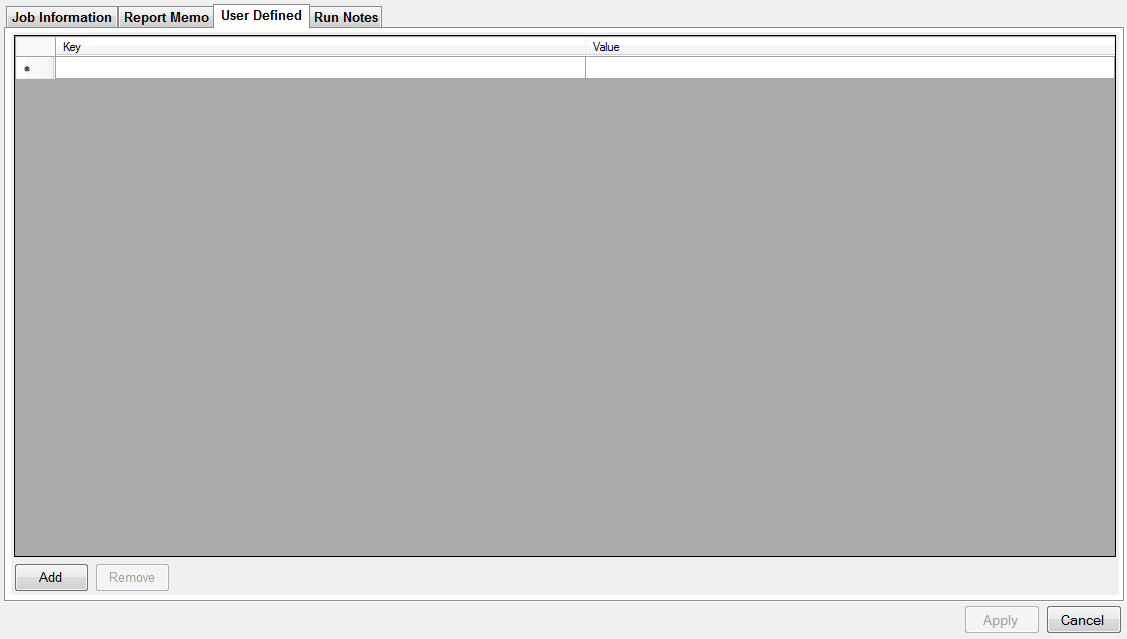 Job Information Report Memo User Defined Run Notes
Key Value
Add Remove
Apply Cancel